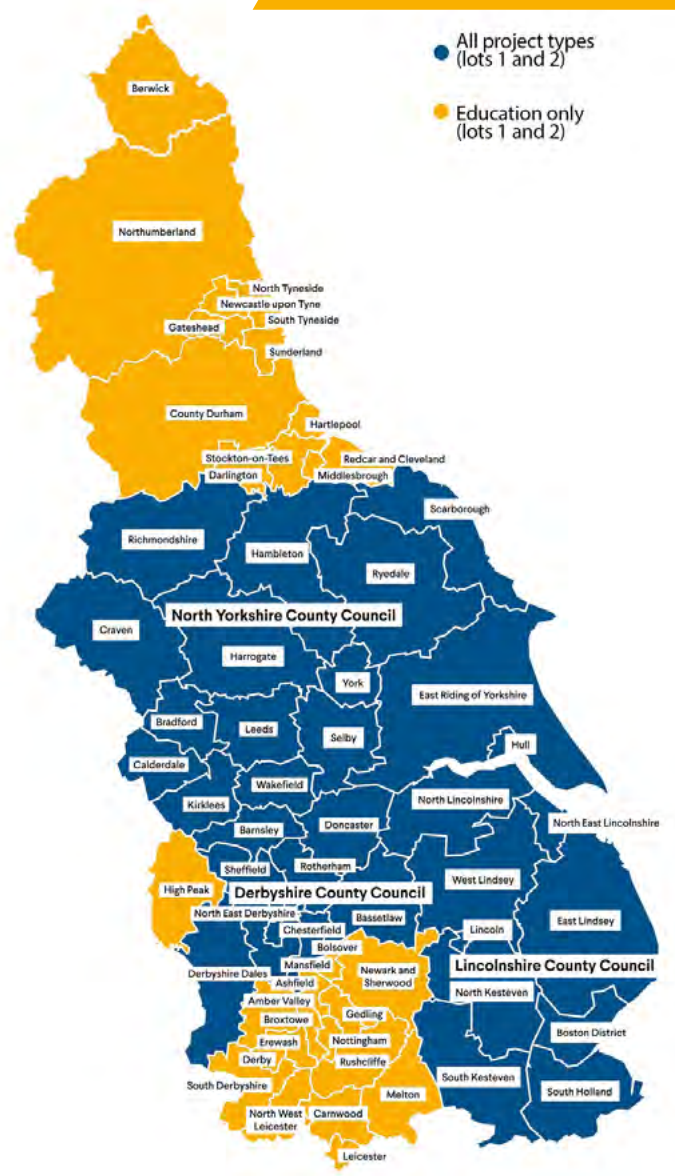 All project types
(lots 1 and 2)
Education only
(lots 1 and 2)
Berwick
Northumberland
North Tyneside
Newcastle upon Tyne
South Tyneside
Gateshead
Sunderland
County Durham
Hartlepool
Stockton-on-Tees
Redcar and Cleveland
Darlington
Middlesbrough
Scarborough
Richmondshire
Hambleton
Ryedale
North Yorkshire County Council
Craven
Harrogate
York
East Riding of Yorkshire
Bradford
Leeds
Selby
Hull
Calderdale
Wakefield
North Lincolnshire
Kirklees
Barnsley
Doncaster
North East Lincolnshire
Sheffield
Rotherham
West Lindsey
High Peak
Derbyshire County Council
North East Derbyshire
Bassetlaw
East Lindsey
Chesterfield
Lincoln
Bolsover
Mansfield
Lincolnshire County Council
Derbyshire Dales
Newark and
Sherwood
Ashfield
North Kesteven
Amber Valley
Gedling
Broxtowe
Boston District
Erewash
Nottingham
Derby
Rushcliffe
South Derbyshire
South Kesteven
Melton
South Holland
North West
Leicester
Carnwood
Leicester